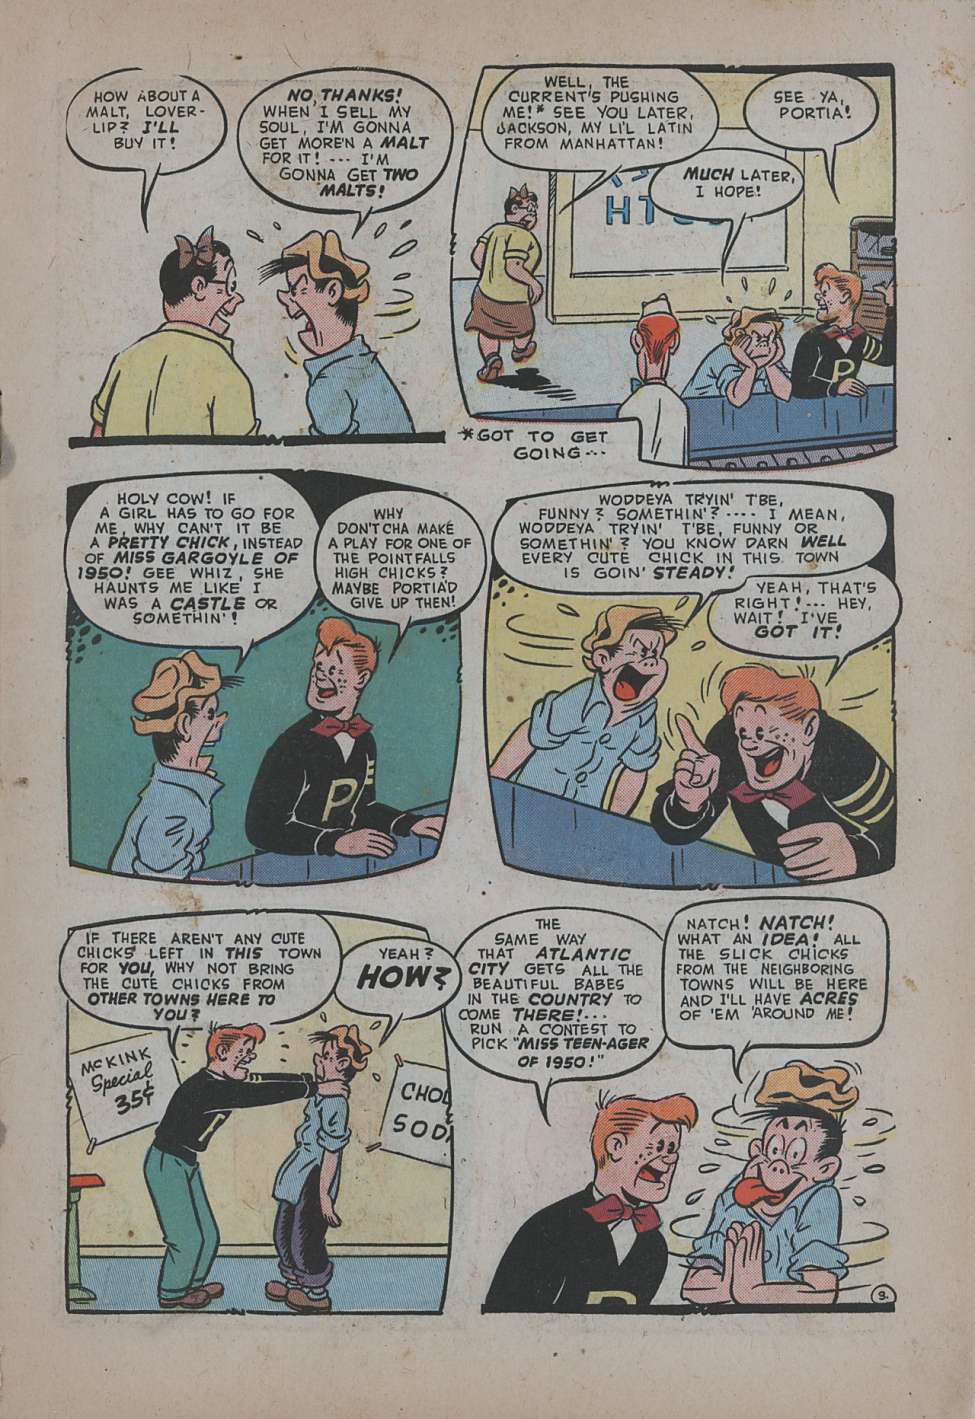 HOW ABOUT A
MALT, LOVER-
LIP? I'LL
BUY IT!
NO THANKS!
WHEN I SELL MY
SOUL, I'M GONNA
GET MORE'N A MALT
FOR IT! --- I'M
GONNA GET TWO
MALTS!
WELL, THE
CURRENT'S PUSHING
ME!* SEE YOU LATER,
JACKSON, MY LI'L LATIN
FROM MANHATTAN!
SEE YA,
PORTIA!
MUCH LATER,
I HOPE!
*GOT TO GET
GOING---
HOLY COW! IF
A GIRL HAS TO GO FOR
ME, WHY CAN'T IT BE
A PRETTY CHICK, INSTEAD
OF MISS GARGOYLE OF
1950! GEE WHIZ, SHE
HAUNTS ME LIKE I
WAS A CASTLE OR
SOMETHIN'!
WHY
DON'TCHA MAKE
A PLAY FOR ONE OF
THE POINTFALLS
HIGH CHICKS?
MAYBE PORTIA'D
GIVE UP THEN!
P
WODDEYA TRYIN' T'BE,
FUNNY? SOMETHIN'? ---- I MEAN,
WODDEYA TRYIN' T'BE, FUNNY OR
SOMETHIN'? YOU KNOW DARN WELL
EVERY CUTE CHICK IN THIS TOWN
IS GOIN' STEADY!
YEAH, THAT'S
RIGHT!--- HEY,
WAIT! I'VE
GOT IT!
IF THERE AREN'T ANY CUTE
CHICKS LEFT IN THIS TOWN
FOR YOU, WHY NOT BRING
THE CUTE CHICKS FROM
OTHER TOWNS HERE TO
YOU?
YEAH?
HOW?
MCKINK
Special
35¢
CHOL
SOD
THE
SAME WAY
THAT ATLANTIC
CITY GETS ALL THE
BEAUTIFUL BABES
IN THE COUNTRY TO
COME THERE!---
RUN A CONTEST TO
PICK "MISS TEEN-AGER
OF 1950!"
NATCH! NATCH!
WHAT AN IDEA! ALL
THE SLICK CHICKS
FROM THE NEIGHBORING
TOWNS WILL BE HERE
AND I'LL HAVE ACRES
OF 'EM 'AROUND ME!
3.